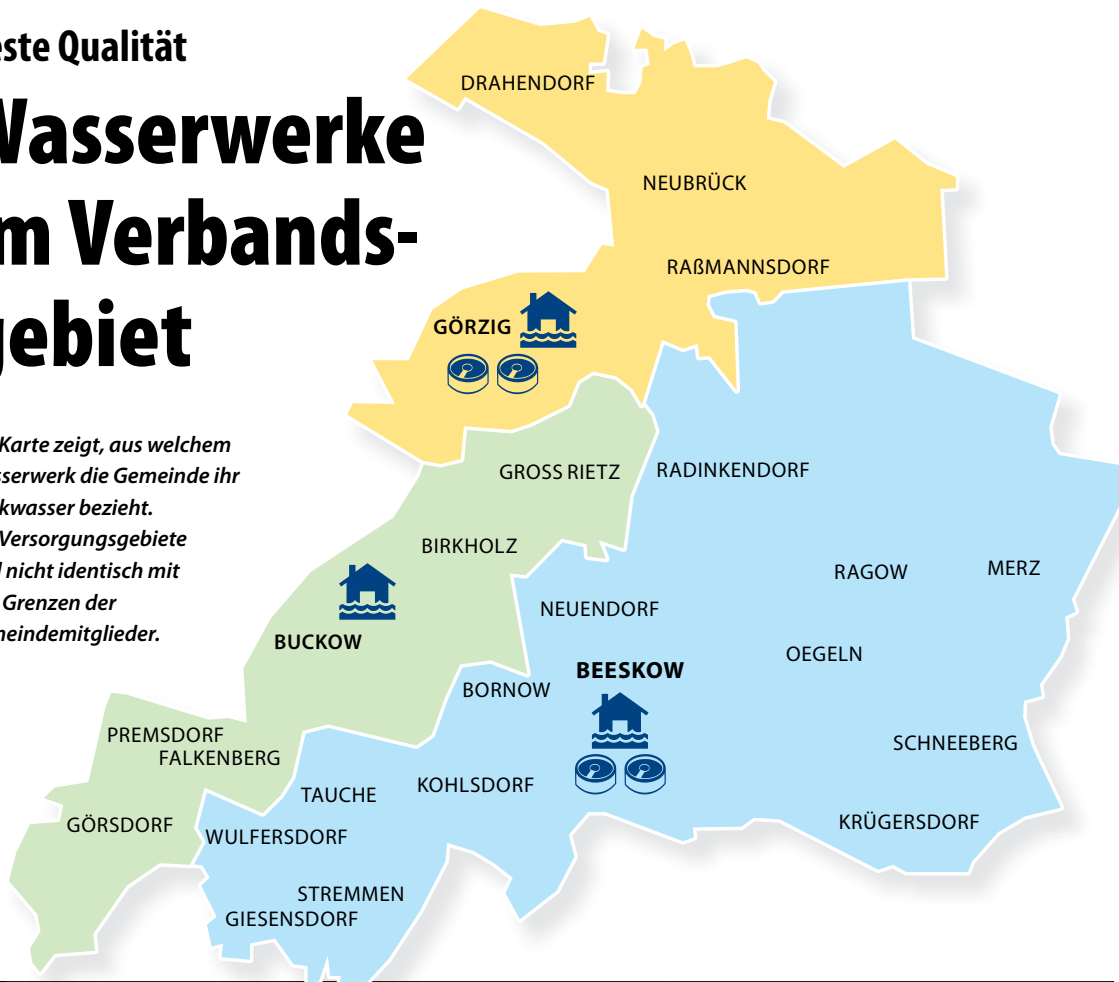 este Qualität
Wasserwerke
m Verbands-
gebiet
Karte zeigt, aus welchem
sserwerk die Gemeinde ihr
kwasser bezieht.
Versorgungsgebiete
nicht identisch mit
Grenzen der
meindemitglieder.
DRAHENDORF
NEUBRÜCK
RAßMANNSDORF
GÖRZIG
GROSS RIETZ
RADINKENDORF
BIRKHOLZ
RAGOW
MERZ
NEUENDORF
BUCKOW
OEGELN
BEESKOW
BORNOW
PREMSDORF
FALKENBERG
SCHNEEBERG
TAUCHE
KOHLSDORF
GÖRSDORF
WULFERSDORF
KRÜGERSDORF
STREMMEN
GIESENSDORF